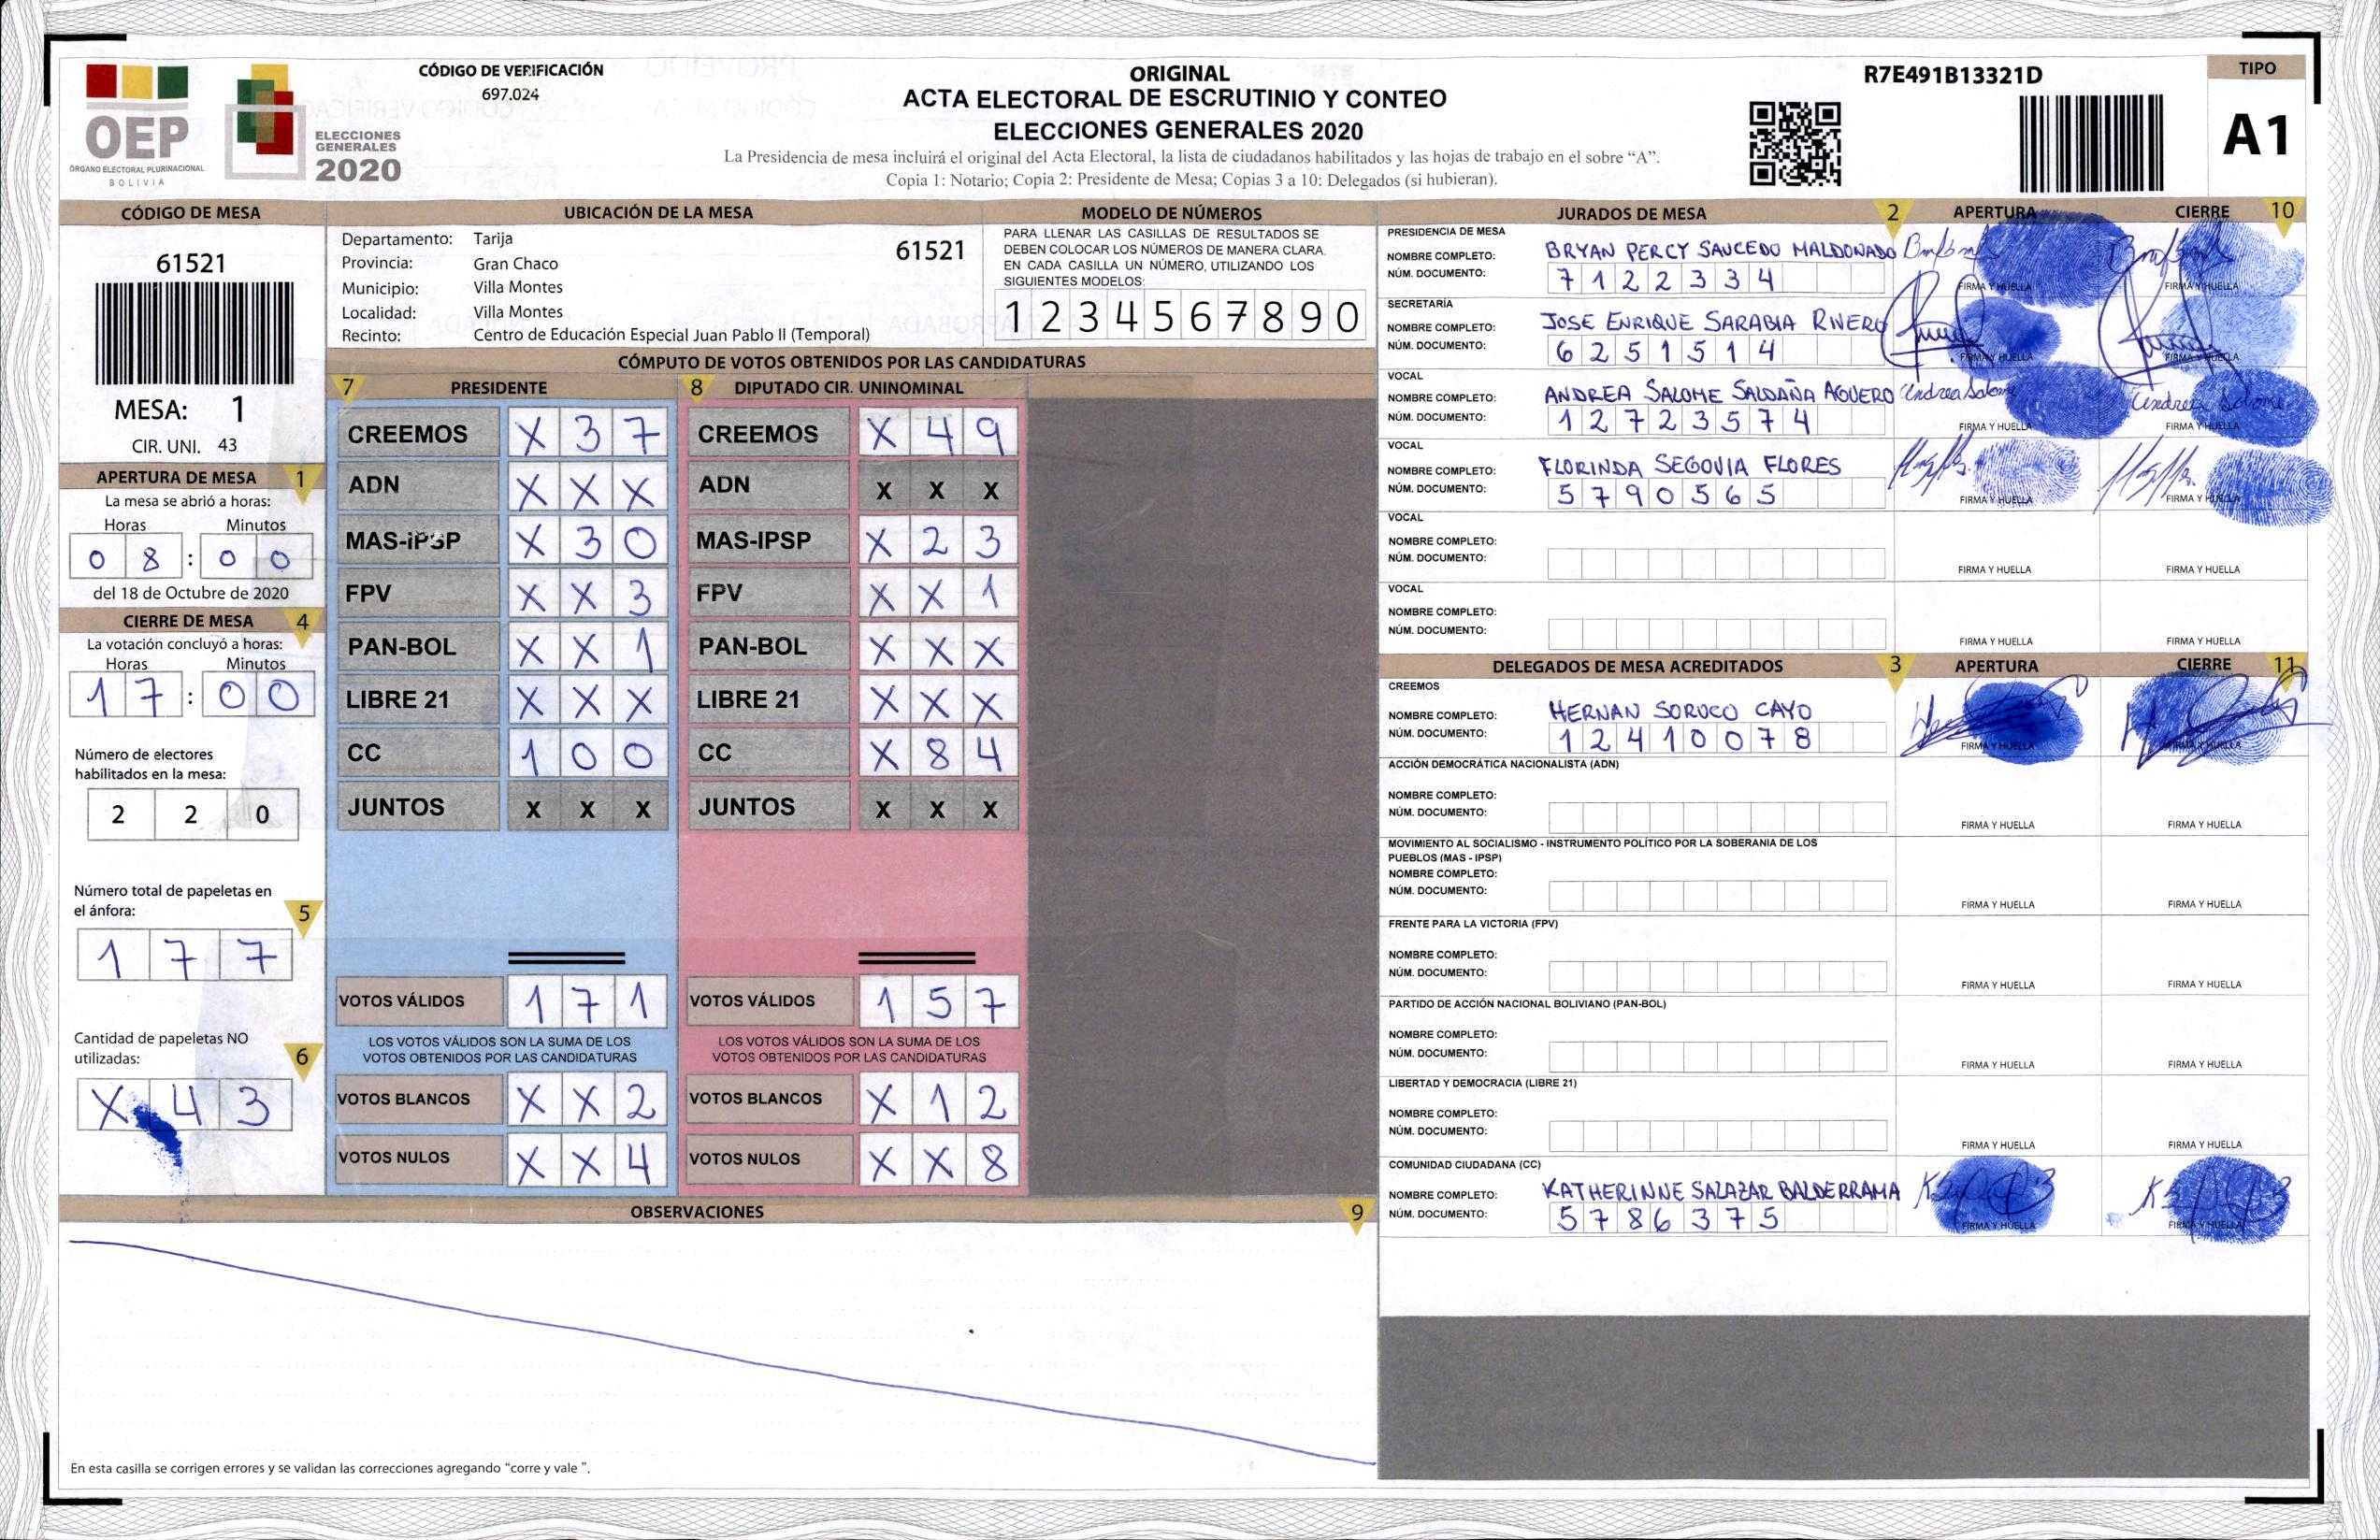 OEP
ÓRGANO ELECTORAL PLURINACIONAL
BOLIVIA
ELECCIONES
GENERALES
2020
CÓDIGO DE VERIFICACIÓN
697.024
ORIGINAL
ACTA ELECTORAL DE ESCRUTINIO Y CONTEO
ELECCIONES GENERALES 2020
La Presidencia de mesa incluirá el original del Acta Electoral, la lista de ciudadanos habilitados y las hojas de trabajo en el sobre “A”.
Copia 1: Notario; Copia 2: Presidente de Mesa; Copias 3 a 10: Delegados (si hubieran).
R7E491B13321D
TIPO
A1
CÓDIGO DE MESA
61521
MESA: 1
CIR. UNI. 43
APERTURA DE MESA 1
La mesa se abrió a horas:
Horas Minutos
0 8 : 0 0
del 18 de Octubre de 2020
CIERRE DE MESA 4
La votación concluyó a horas:
Horas Minutos
1 7 : 0 0
Número de electores
habilitados en la mesa:
2 2 0
Número total de papeletas en
el ánfora: 5
1 7 7
Cantidad de papeletas NO
utilizadas: 6
X 4 3
UBICACIÓN DE LA MESA
Departamento: Tarija
61521
Provincia: Gran Chaco
Municipio: Villa Montes
Localidad: Villa Montes
Recinto: Centro de Educación Especial Juan Pablo II (Temporal)
MODELO DE NÚMEROS
PARA LLENAR LAS CASILLAS DE RESULTADOS SE
DEBEN COLOCAR LOS NÚMEROS DE MANERA CLARA.
EN CADA CASILLA UN NÚMERO, UTILIZANDO LOS
SIGUIENTES MODELOS:
1 2 3 4 5 6 7 8 9 0
CÓMPUTO DE VOTOS OBTENIDOS POR LAS CANDIDATURAS
7 PRESIDENTE
CREEMOS X 3 7
ADN X X X
MAS-IPSP X 3 0
FPV X X 3
PAN-BOL X X 1
LIBRE 21 X X X
CC 1 0 0
JUNTOS X X X
VOTOS VÁLIDOS 1 7 1
LOS VOTOS VÁLIDOS SON LA SUMA DE LOS
VOTOS OBTENIDOS POR LAS CANDIDATURAS
VOTOS BLANCOS X X 2
VOTOS NULOS X X 4
8 DIPUTADO CIR. UNINOMINAL
CREEMOS X 4 9
ADN X X X
MAS-IPSP X 2 3
FPV X X 1
PAN-BOL X X X
LIBRE 21 X X X
CC X 8 4
JUNTOS X X X
VOTOS VÁLIDOS 1 5 7
LOS VOTOS VÁLIDOS SON LA SUMA DE LOS
VOTOS OBTENIDOS POR LAS CANDIDATURAS
VOTOS BLANCOS X 1 2
VOTOS NULOS X X 8
OBSERVACIONES 9
En esta casilla se corrigen errores y se validan las correcciones agregando “corre y vale ”.
JURADOS DE MESA 2 APERTURA CIERRE 10
PRESIDENCIA DE MESA
NOMBRE COMPLETO: BRYAN PERCY SAUCEDO MALDONADO
NÚM. DOCUMENTO: 7 1 2 2 3 3 4
FIRMA Y HUELLA FIRMA Y HUELLA
SECRETARÍA
NOMBRE COMPLETO: JOSE ENRIQUE SARABIA RIVERO
NÚM. DOCUMENTO: 6 2 5 1 5 1 4
FIRMA Y HUELLA FIRMA Y HUELLA
VOCAL
NOMBRE COMPLETO: ANDREA SALOME SALDAÑA AGUERO Andrea Salome Andrea Salome
NÚM. DOCUMENTO: 1 2 7 2 3 5 7 4
FIRMA Y HUELLA FIRMA Y HUELLA
VOCAL
NOMBRE COMPLETO: FLORINDA SEGOVIA FLORES
NÚM. DOCUMENTO: 5 7 9 0 5 6 5
FIRMA Y HUELLA FIRMA Y HUELLA
VOCAL
NOMBRE COMPLETO:
NÚM. DOCUMENTO:
FIRMA Y HUELLA FIRMA Y HUELLA
VOCAL
NOMBRE COMPLETO:
NÚM. DOCUMENTO:
FIRMA Y HUELLA FIRMA Y HUELLA
DELEGADOS DE MESA ACREDITADOS 3 APERTURA CIERRE 11
CREEMOS
NOMBRE COMPLETO: HERNAN SORUCO CAYO
NÚM. DOCUMENTO: 1 2 4 1 0 0 7 8
FIRMA Y HUELLA FIRMA Y HUELLA
ACCIÓN DEMOCRÁTICA NACIONALISTA (ADN)
NOMBRE COMPLETO:
NÚM. DOCUMENTO:
FIRMA Y HUELLA FIRMA Y HUELLA
MOVIMIENTO AL SOCIALISMO - INSTRUMENTO POLÍTICO POR LA SOBERANIA DE LOS
PUEBLOS (MAS - IPSP)
NOMBRE COMPLETO:
NÚM. DOCUMENTO:
FIRMA Y HUELLA FIRMA Y HUELLA
FRENTE PARA LA VICTORIA (FPV)
NOMBRE COMPLETO:
NÚM. DOCUMENTO:
FIRMA Y HUELLA FIRMA Y HUELLA
PARTIDO DE ACCIÓN NACIONAL BOLIVIANO (PAN-BOL)
NOMBRE COMPLETO:
NÚM. DOCUMENTO:
FIRMA Y HUELLA FIRMA Y HUELLA
LIBERTAD Y DEMOCRACIA (LIBRE 21)
NOMBRE COMPLETO:
NÚM. DOCUMENTO:
FIRMA Y HUELLA FIRMA Y HUELLA
COMUNIDAD CIUDADANA (CC)
NOMBRE COMPLETO: KATHERINNE SALAZAR BALDERRAMA
NÚM. DOCUMENTO: 5 7 8 6 3 7 5
FIRMA Y HUELLA FIRMA Y HUELLA